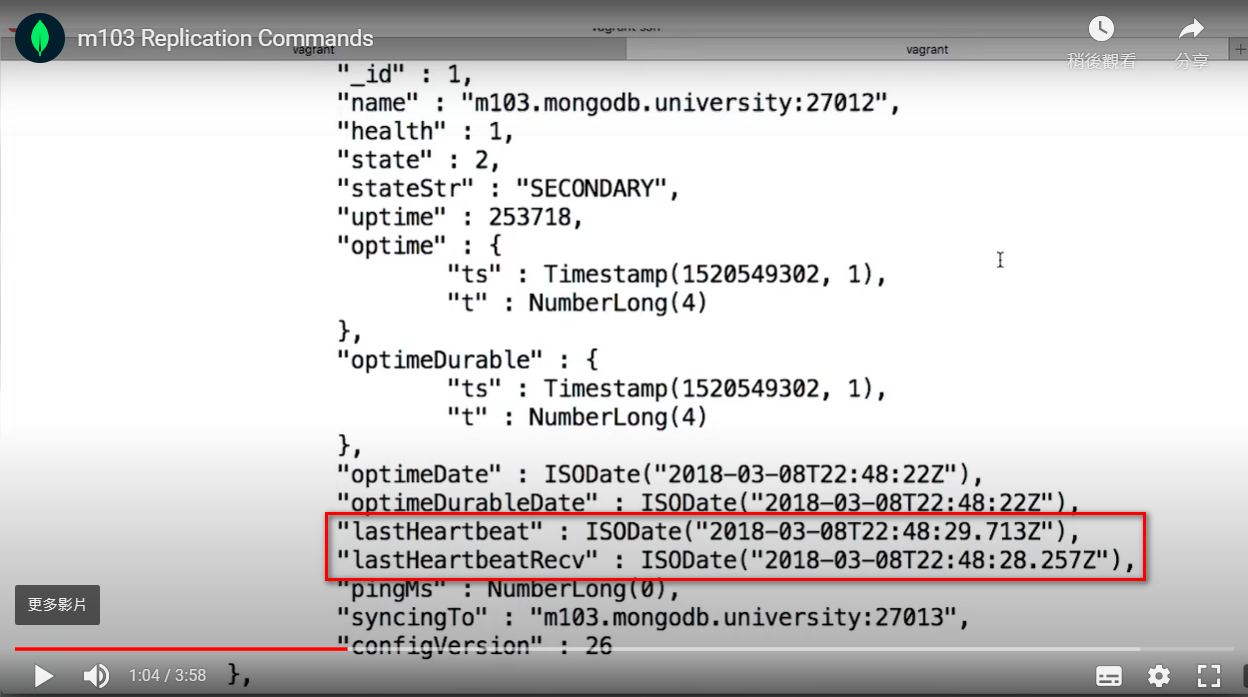 m103 Replication Commands
稍後觀看
分享
vagrant ssh
vagrant
vagrant
"_id" : 1,
"name" : "m103.mongodb.university:27012",
"health" : 1,
"state" : 2,
"stateStr" : "SECONDARY",
"uptime" : 253718,
"optime" : {
"ts" : Timestamp(1520549302, 1),
"t" : NumberLong(4)
},
"optimeDurable" : {
"ts" : Timestamp(1520549302, 1),
"t" : NumberLong(4)
},
"optimeDate" : ISODate("2018-03-08T22:48:22Z"),
"optimeDurableDate" : ISODate("2018-03-08T22:48:22Z"),
"lastHeartbeat" : ISODate("2018-03-08T22:48:29.713Z"),
"lastHeartbeatRecv" : ISODate("2018-03-08T22:48:28.257Z"),
"pingMs" : NumberLong(0),
"syncingTo" : "m103.mongodb.university:27013",
"configVersion" : 26
},
更多影片
1:04 / 3:58